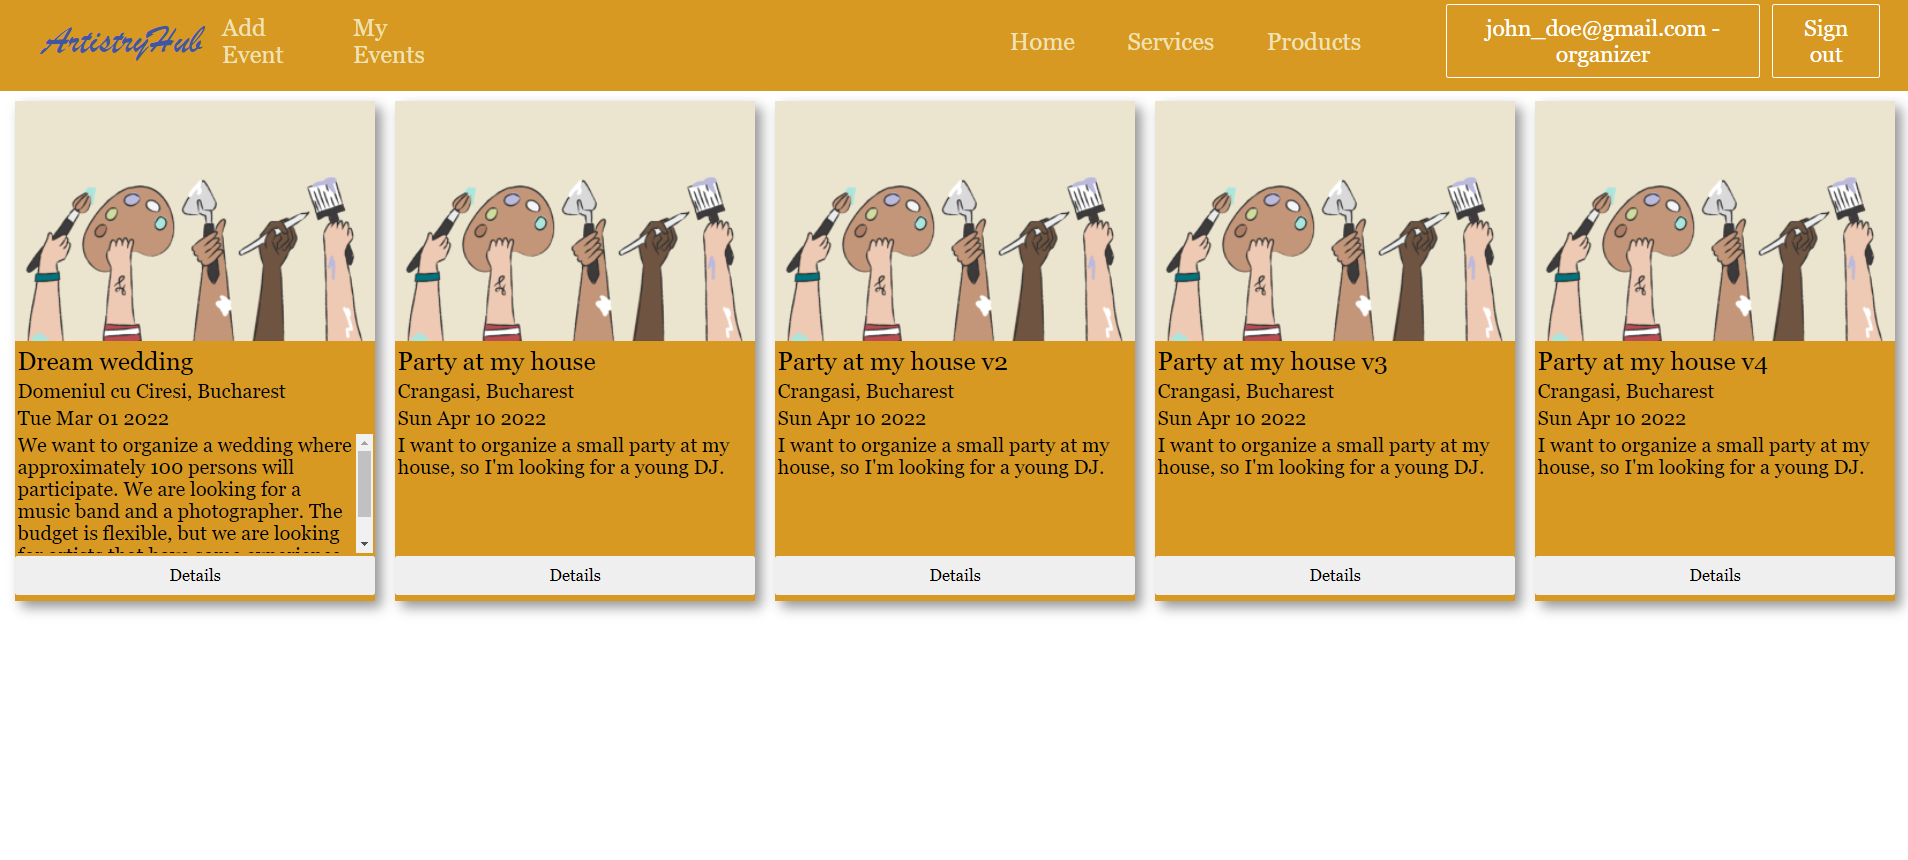 ArtistryHub
Add
Event
My
Events
Home
Services
Products
john_doe@gmail.com -
organizer
Sign
out
Dream wedding
Domeniul cu Ciresi, Bucharest
Tue Mar 01 2022
We want to organize a wedding where
approximately 100 persons will
participate. We are looking for a
music band and a photographer. The
budget is flexible, but we are looking
for artists that have some experience
Details
Party at my house
Crangasi, Bucharest
Sun Apr 10 2022
I want to organize a small party at my
house, so I'm looking for a young DJ.
Details
Party at my house v2
Crangasi, Bucharest
Sun Apr 10 2022
I want to organize a small party at my
house, so I'm looking for a young DJ.
Details
Party at my house v3
Crangasi, Bucharest
Sun Apr 10 2022
I want to organize a small party at my
house, so I'm looking for a young DJ.
Details
Party at my house v4
Crangasi, Bucharest
Sun Apr 10 2022
I want to organize a small party at my
house, so I'm looking for a young DJ.
Details